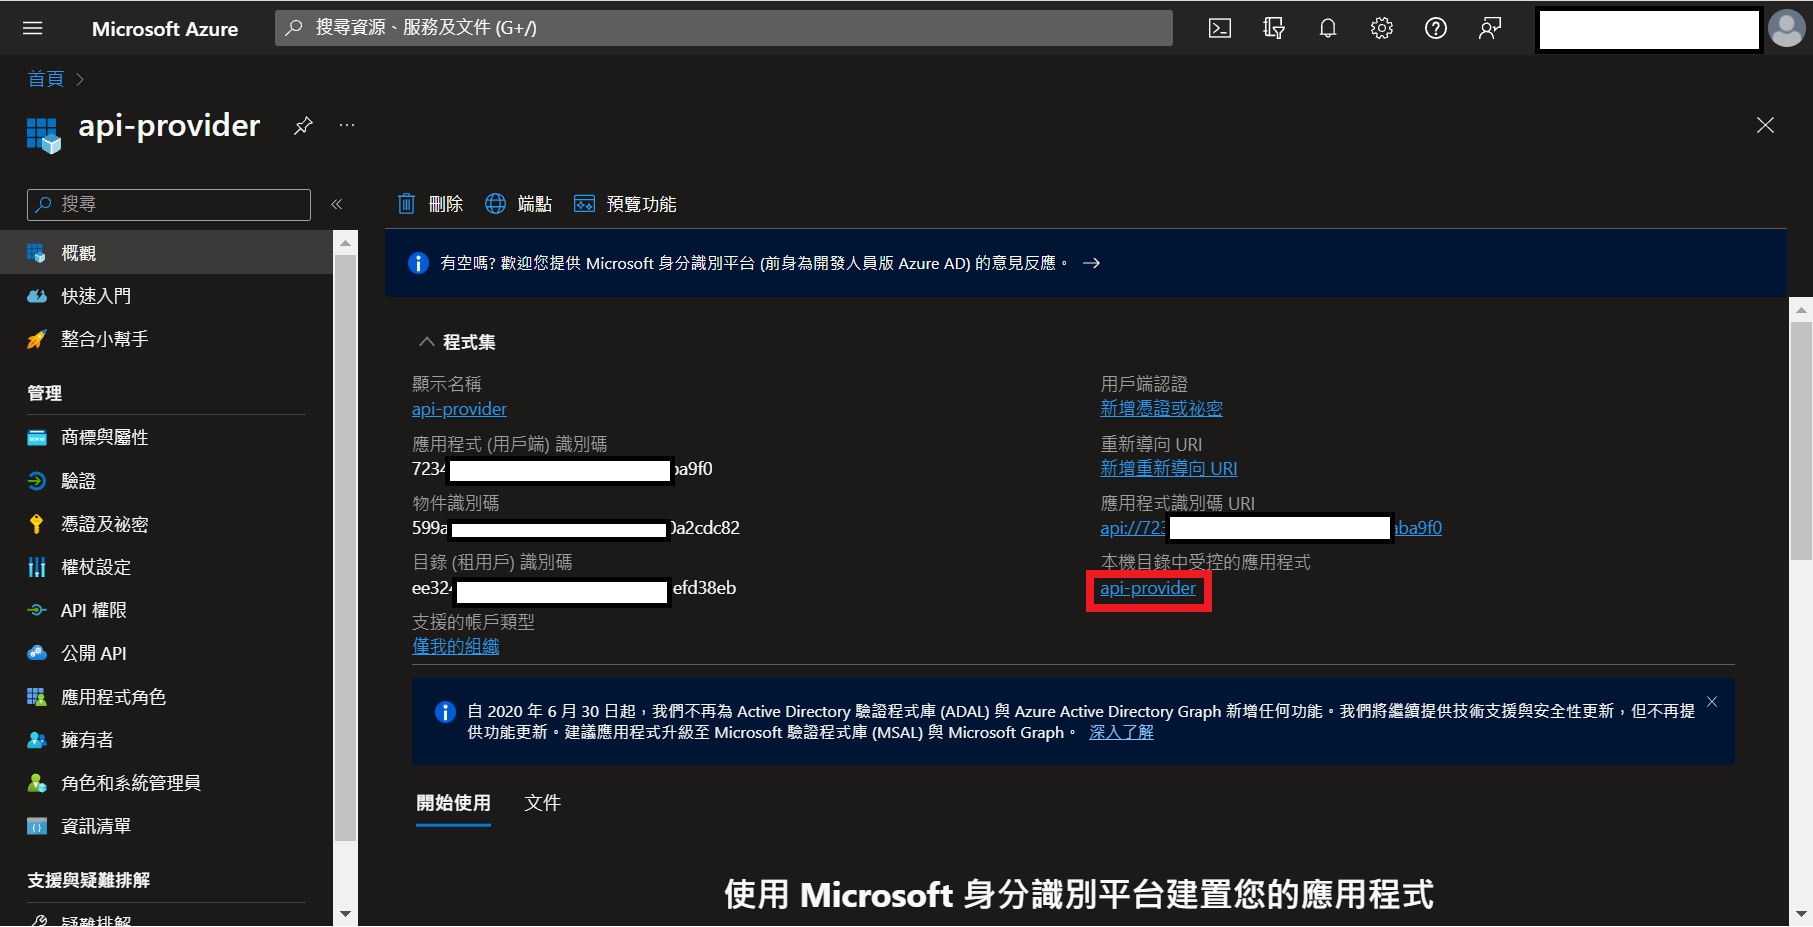 Microsoft Azure
搜尋資源、服務及文件 (G+/)
首頁
api-provider
搜尋
概觀
快速入門
整合小幫手
管理
商標與屬性
驗證
憑證及祕密
權杖設定
API 權限
公開 API
應用程式角色
擁有者
角色和系統管理員
資訊清單
支援與疑難排解
疑難排解
刪除
端點
預覽功能
有空嗎? 歡迎您提供 Microsoft 身分識別平台 (前身為開發人員版 Azure AD) 的意見反應。 →
程式集
顯示名稱
api-provider
應用程式 (用戶端) 識別碼
7234 ba9f0
物件識別碼
599a 0a2cdc82
目錄 (租用戶) 識別碼
ee324 efd38eb
支援的帳戶類型
僅我的組織
用戶端認證
新增憑證或祕密
重新導向 URI
新增重新導向 URI
應用程式識別碼 URI
api://723 aba9f0
本機目錄中受控的應用程式
api-provider
自 2020 年 6 月 30 日起，我們不再為 Active Directory 驗證程式庫 (ADAL) 與 Azure Active Directory Graph 新增任何功能。我們將繼續提供技術支援與安全性更新，但不再提
供功能更新。建議應用程式升級至 Microsoft 驗證程式庫 (MSAL) 與 Microsoft Graph。 深入了解
開始使用 文件
使用 Microsoft 身分識別平台建置您的應用程式